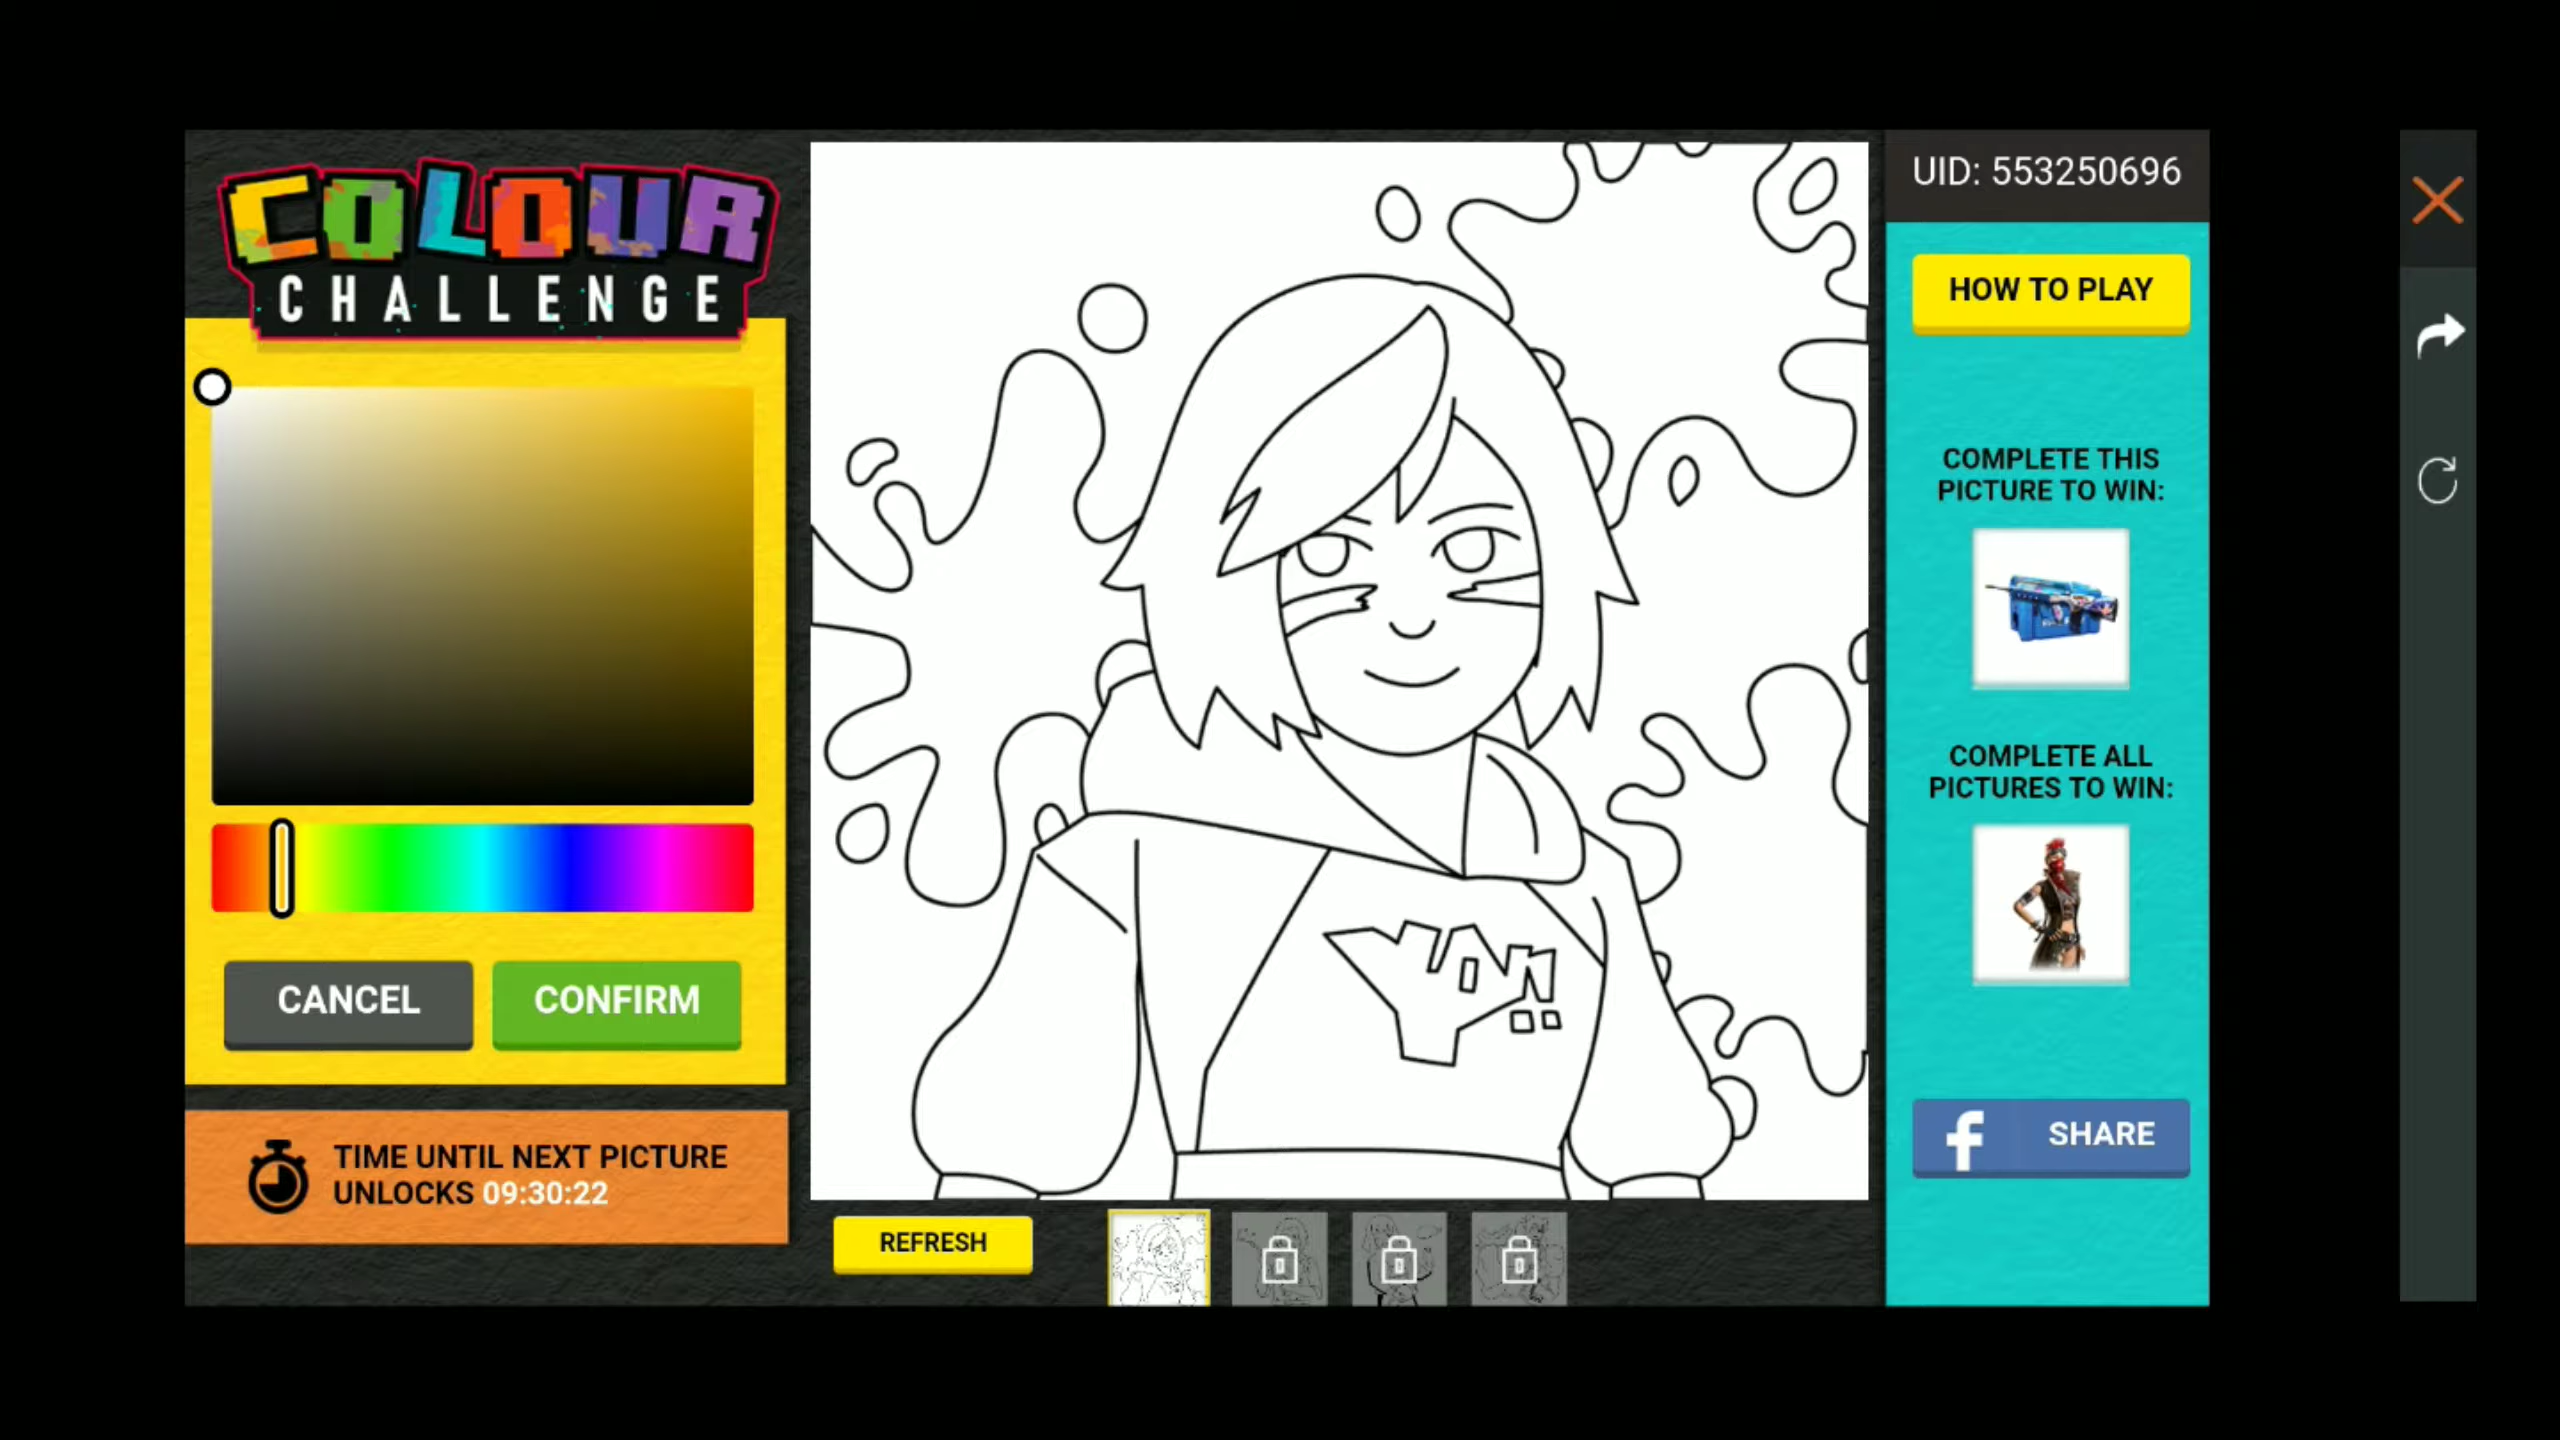 COLOUR
CHALLENGE
CANCEL
CONFIRM
TIME UNTIL NEXT PICTURE
UNLOCKS 09:30:22
REFRESH
UID: 553250696
HOW TO PLAY
COMPLETE THIS
PICTURE TO WIN:
COMPLETE ALL
PICTURES TO WIN:
f SHARE